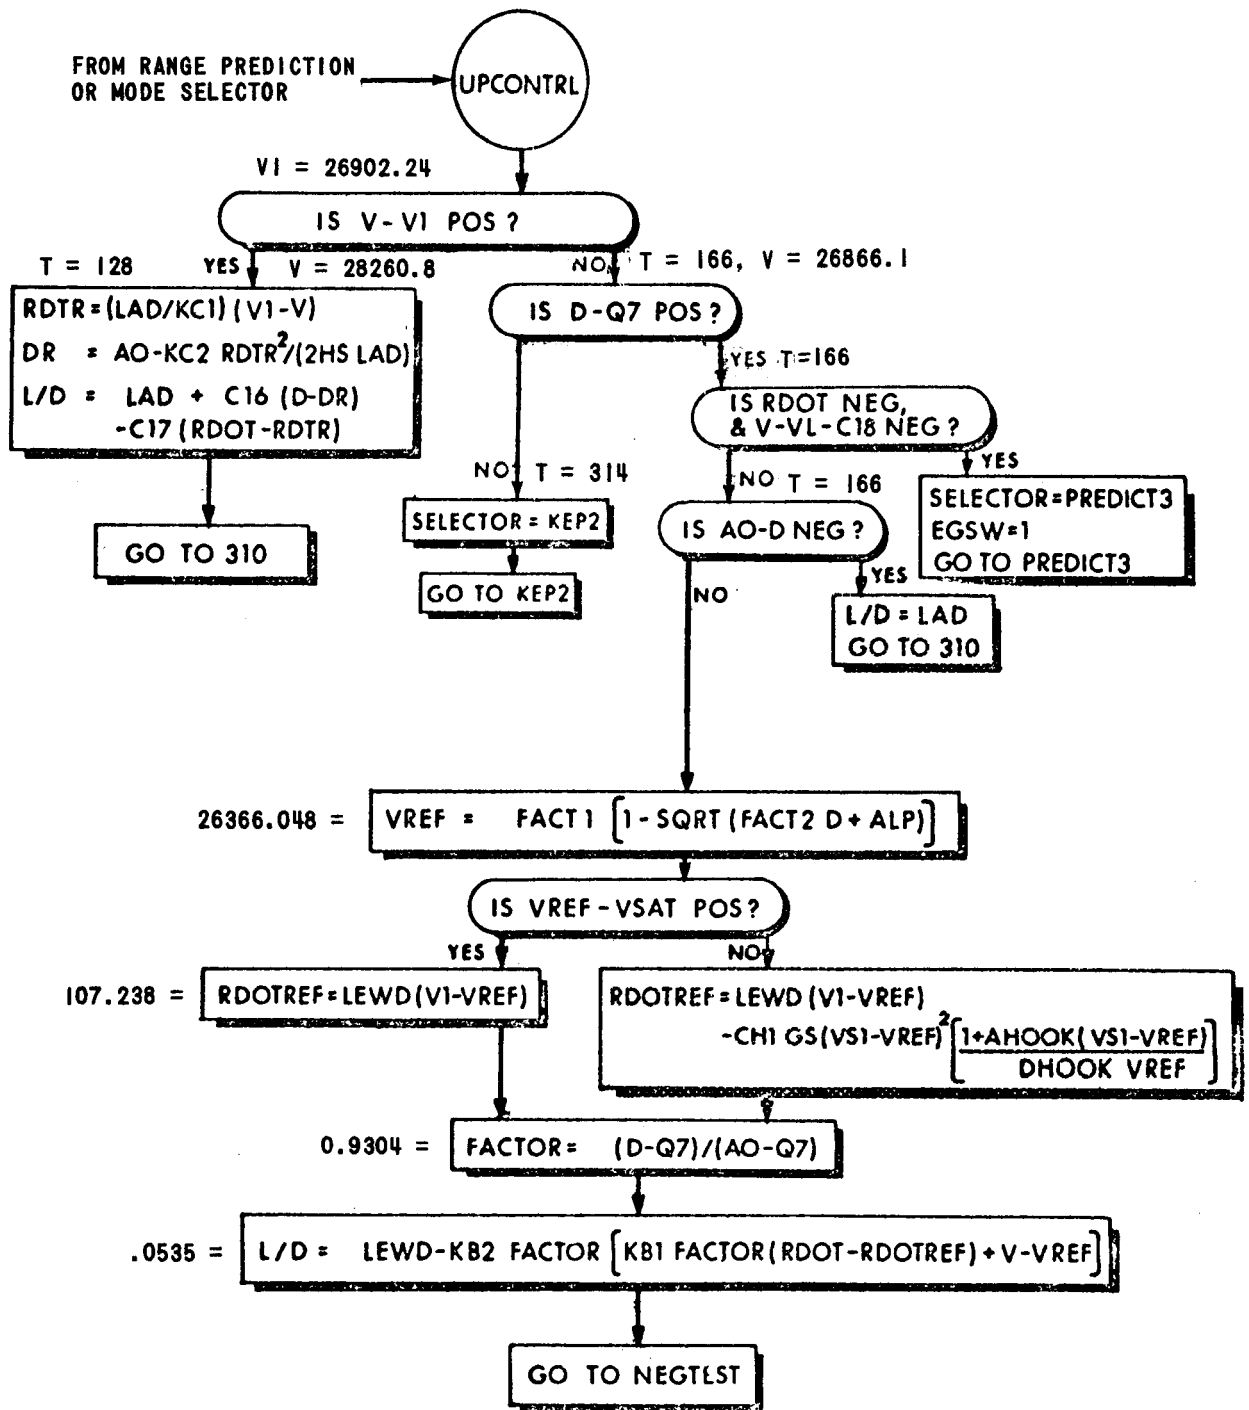 FROM RANGE PREDICTION
OR MODE SELECTOR
UPCONTRL
VI = 26902.24
IS V-V1 POS ?
T = 128
YES
V = 28260.8
NO
T = 166, V = 26866.1
RDTR=(LAD/KC1) (V1-V)
DR = AO-KC2 RDTR²/(2HS LAD)
L/D = LAD + C16 (D-DR)
-C17 (RDOT-RDTR)
IS D-Q7 POS ?
YES T=166
IS RDOT NEG,
& V-VL-C18 NEG ?
NO T = 314
NO T = 166
YES
GO TO 310
SELECTOR = KEP2
GO TO KEP2
IS AO-D NEG ?
SELECTOR=PREDICT3
EGSW=1
GO TO PREDICT3
NO
YES
L/D = LAD
GO TO 310
26366.048 =
VREF = FACT 1 [1-SQRT (FACT2 D + ALP)]
IS VREF-VSAT POS?
YES
NO
107.238 =
RDOTREF=LEWD(V1-VREF)
RDOTREF=LEWD (V1-VREF)
-CH1 GS(VS1-VREF)² [1+AHOOK(VS1-VREF)
DHOOK VREF]
0.9304 =
FACTOR= (D-Q7)/(AO-Q7)
.0535 =
L/D = LEWD-KB2 FACTOR [KB1 FACTOR(RDOT-RDOTREF)+V-VREF]
GO TO NEGTEST